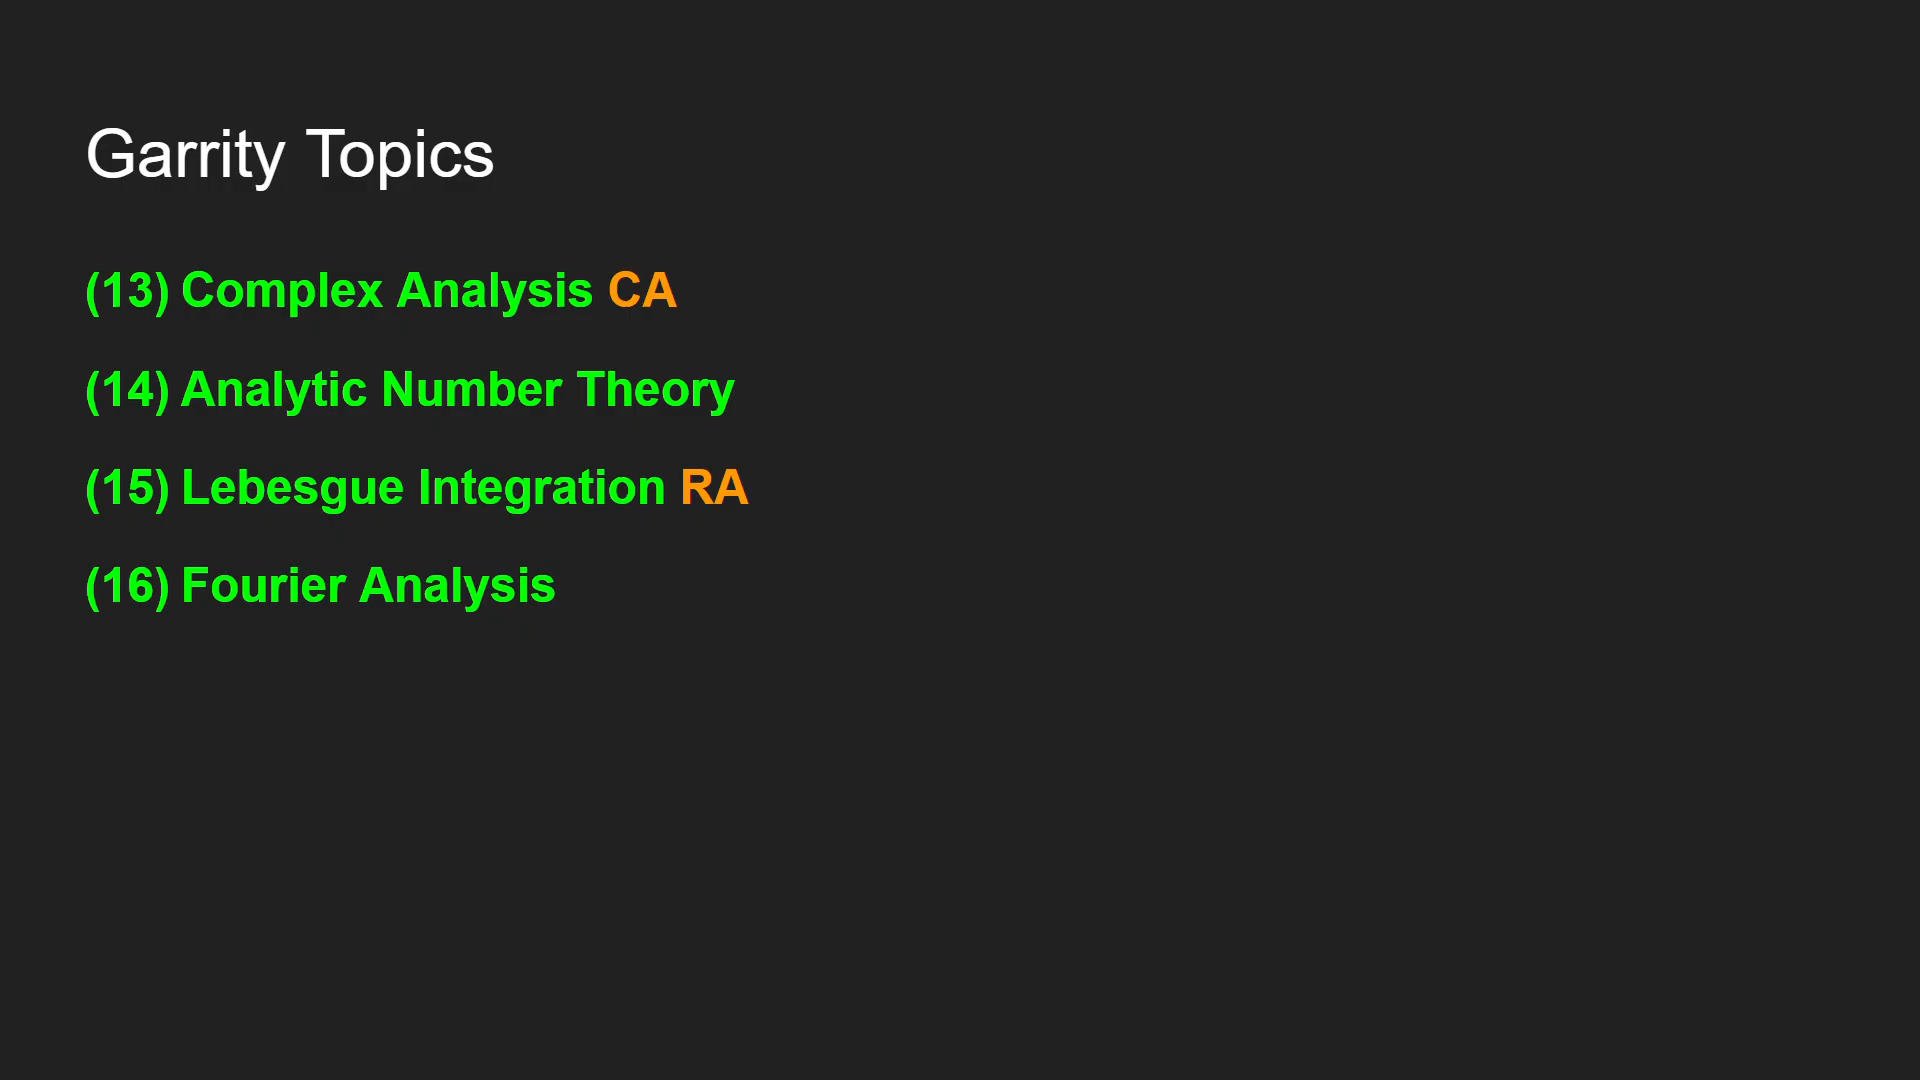 Garrity Topics
(13) Complex Analysis CA
(14) Analytic Number Theory
(15) Lebesgue Integration RA
(16) Fourier Analysis